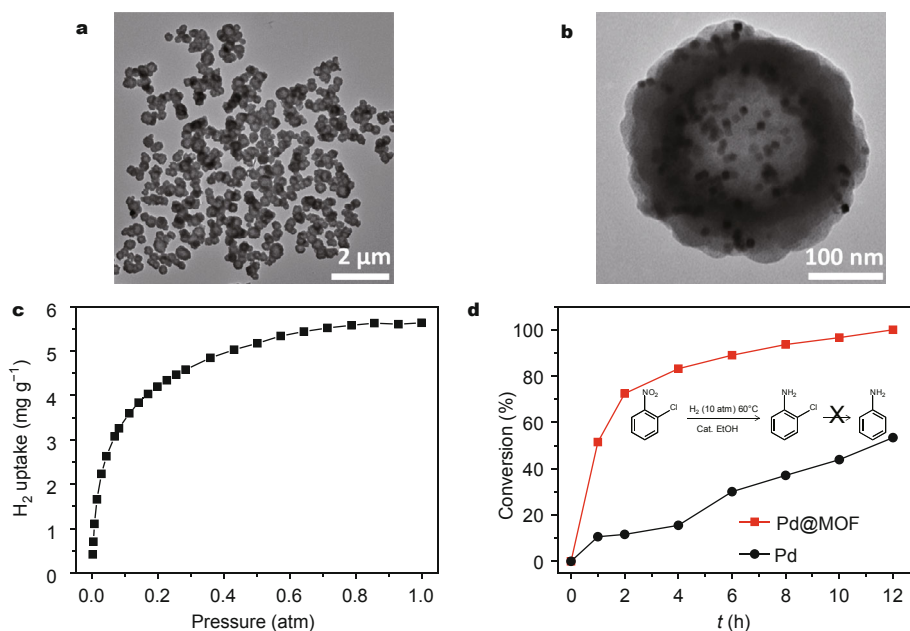 a
2 µm
b
100 nm
c
6
5
4
3
2
1
0
H₂ uptake (mg g⁻¹)
0.0 0.2 0.4 0.6 0.8 1.0
Pressure (atm)
d
100
80
60
40
20
0
Conversion (%)
NO₂
Cl
H₂ (10 atm) 60°C
Cat. EtOH
NH₂
Cl
X
NH₂
Pd@MOF
Pd
0 2 4 6 8 10 12
t (h)